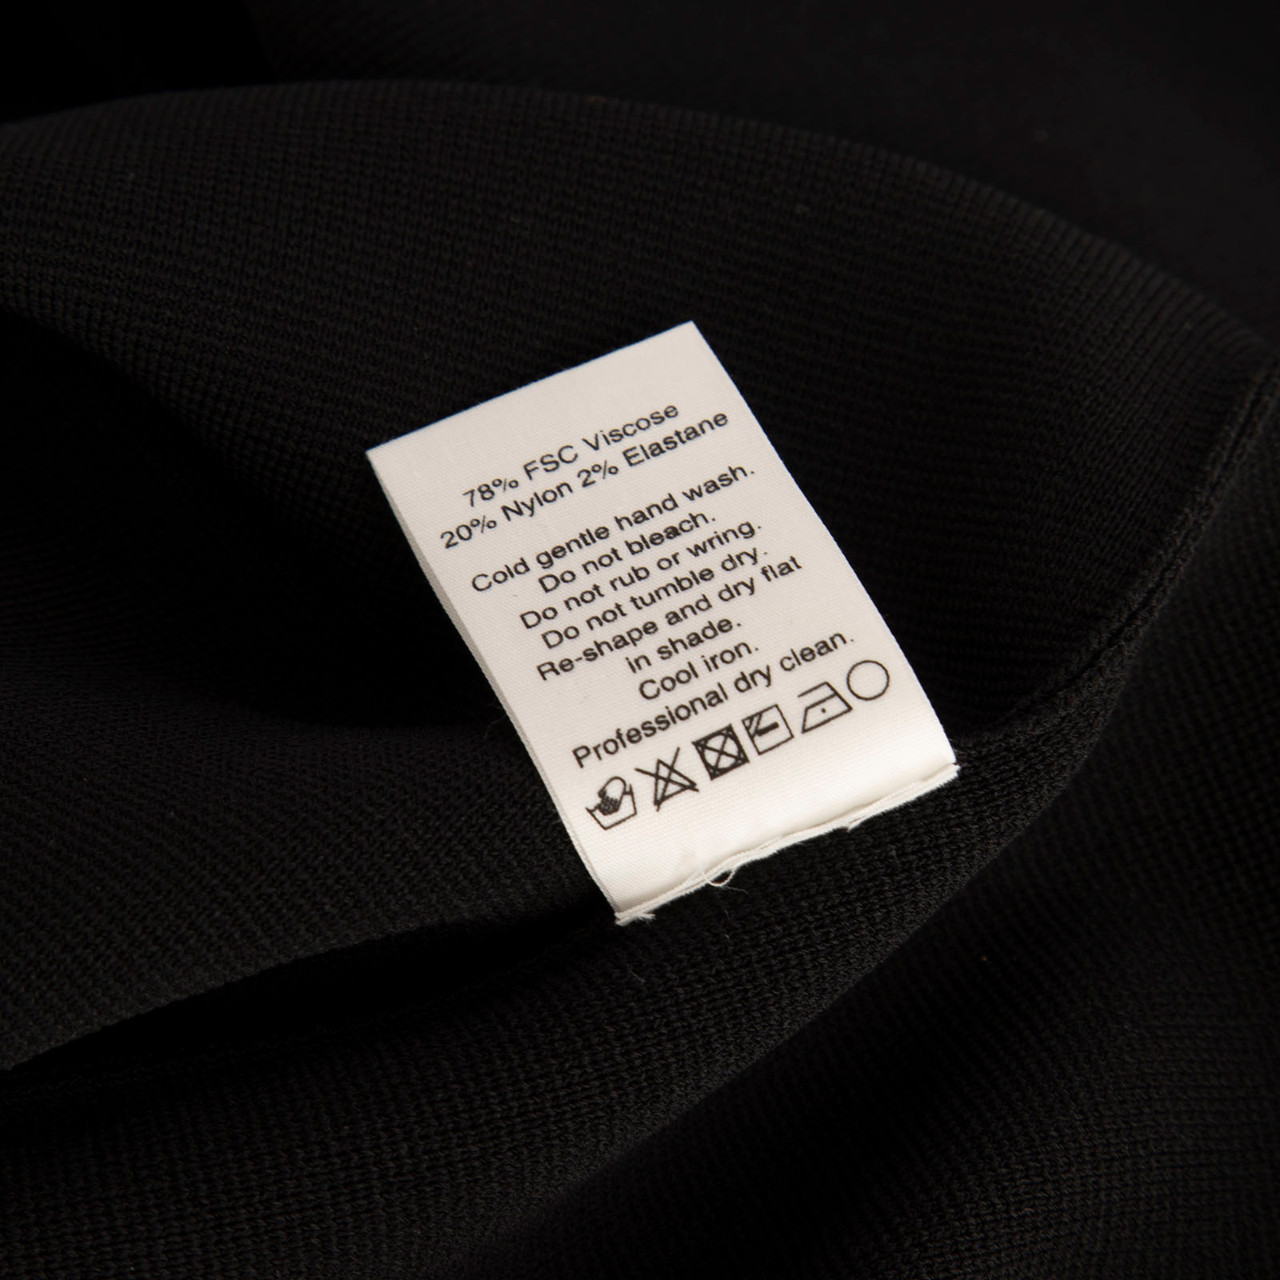 78% FSC Viscose
20% Nylon 2% Elastane
Cold gentle hand wash.
Do not bleach.
Do not rub or wring.
Do not tumble dry.
Re-shape and dry flat
in shade.
Cool iron.
Professional dry clean.